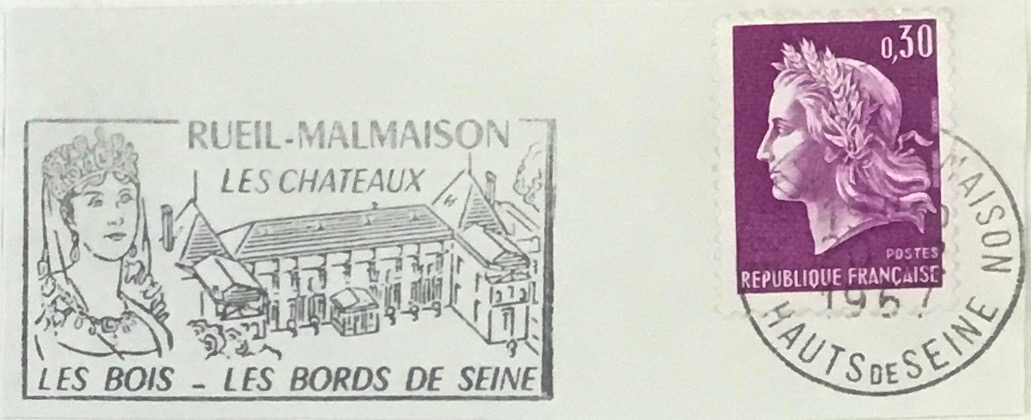 RUEIL-MALMAISON
LES CHATEAUX
LES BOIS - LES BORDS DE SEINE
0,30
POSTES
REPUBLIQUE FRANÇAISE
MAISON
HAUTS DE SEINE